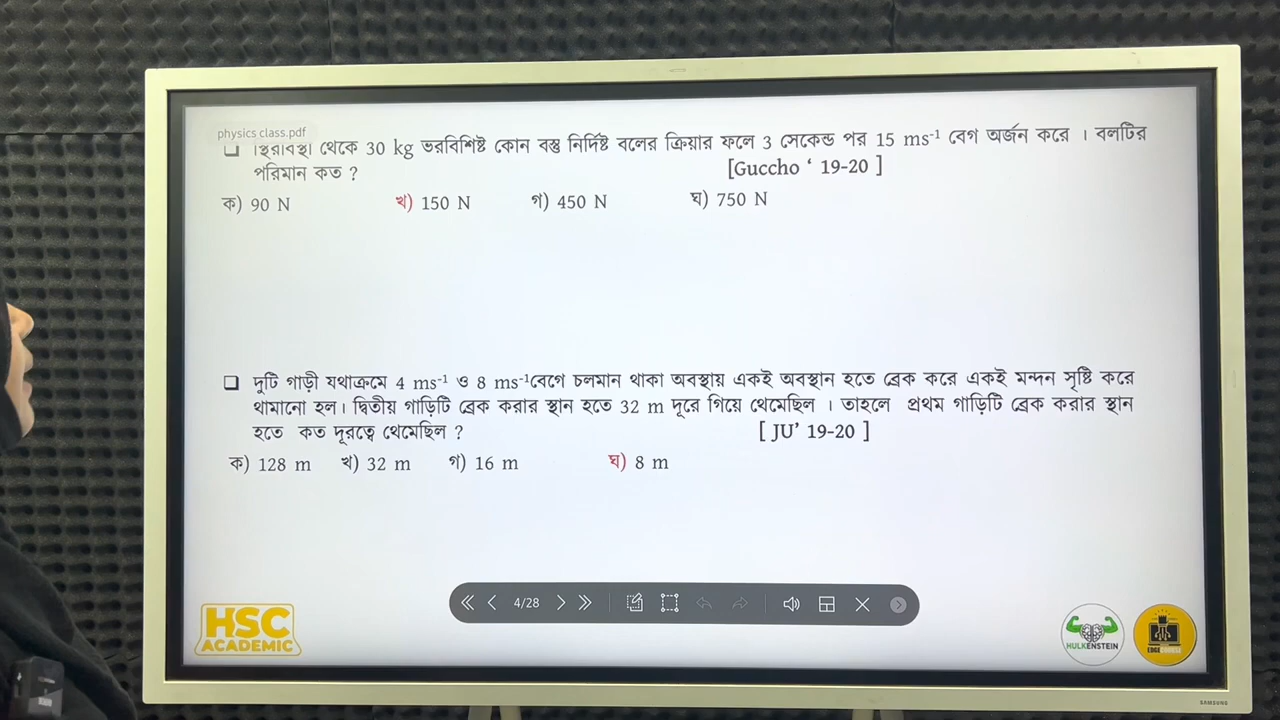 physics class.pdf
❑ স্থিরাবস্থা থেকে 30 kg ভরবিশিষ্ট কোন বস্তু নির্দিষ্ট বলের ক্রিয়ার ফলে 3 সেকেন্ড পর 15 ms⁻¹ বেগ অর্জন করে । বলটির
পরিমান কত ? [Guccho ‘ 19-20 ]
ক) 90 N খ) 150 N গ) 450 N ঘ) 750 N
❑ দুটি গাড়ী যথাক্রমে 4 ms⁻¹ ও 8 ms⁻¹বেগে চলমান থাকা অবস্থায় একই অবস্থান হতে ব্রেক করে একই মন্দন সৃষ্টি করে
থামানো হল। দ্বিতীয় গাড়িটি ব্রেক করার স্থান হতে 32 m দূরে গিয়ে থেমেছিল । তাহলে প্রথম গাড়িটি ব্রেক করার স্থান
হতে কত দূরত্বে থেমেছিল ? [ JU’ 19-20 ]
ক) 128 m খ) 32 m গ) 16 m ঘ) 8 m
4/28
HSC
ACADEMIC
HULKENSTEIN
EDGECOURSE
SAMSUNG